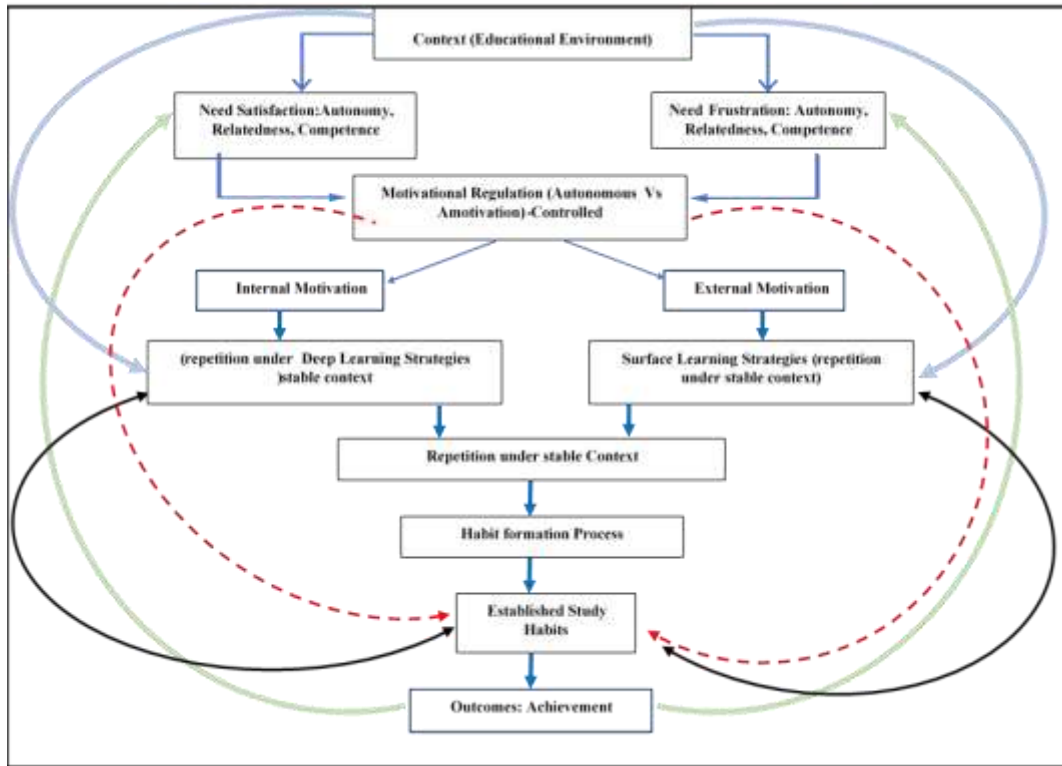 Context (Educational Environment)
Need Satisfaction:Autonomy,
Relatedness, Competence
Need Frustration: Autonomy,
Relatedness, Competence
Motivational Regulation (Autonomous Vs
Amotivation)-Controlled
Internal Motivation
External Motivation
(repetition under Deep Learning Strategies
)stable context
Surface Learning Strategies (repetition
under stable context)
Repetition under stable Context
Habit formation Process
Established Study
Habits
Outcomes: Achievement